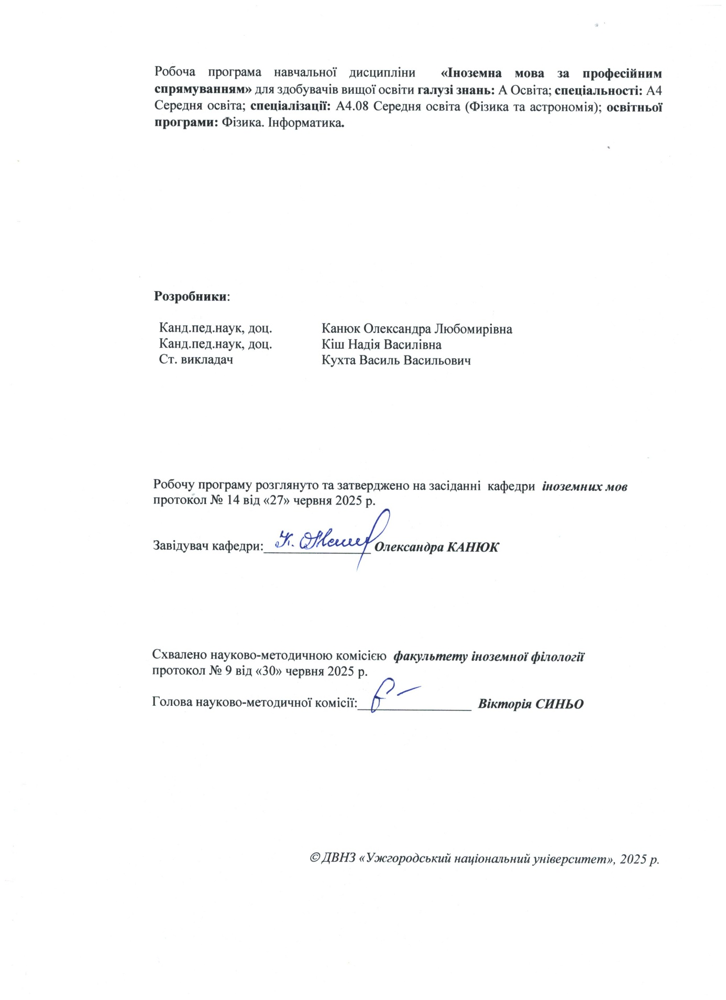 Робоча програма навчальної дисципліни «Іноземна мова за професійним
спрямуванням» для здобувачів вищої освіти галузі знань: А Освіта; спеціальності: А4
Середня освіта; спеціалізації: А4.08 Середня освіта (Фізика та астрономія); освітньої
програми: Фізика. Інформатика.
Розробники:
Канд.пед.наук, доц. Канюк Олександра Любомирівна
Канд.пед.наук, доц. Кіш Надія Василівна
Ст. викладач Кухта Василь Васильович
Робочу програму розглянуто та затверджено на засіданні кафедри іноземних мов
протокол № 14 від «27» червня 2025 р.
Завідувач кафедри:________________ Олександра КАНЮК
Схвалено науково-методичною комісією факультету іноземної філології
протокол № 9 від «30» червня 2025 р.
Голова науково-методичної комісії:_________________ Вікторія СИНЬО
© ДВНЗ «Ужгородський національний університет», 2025 р.